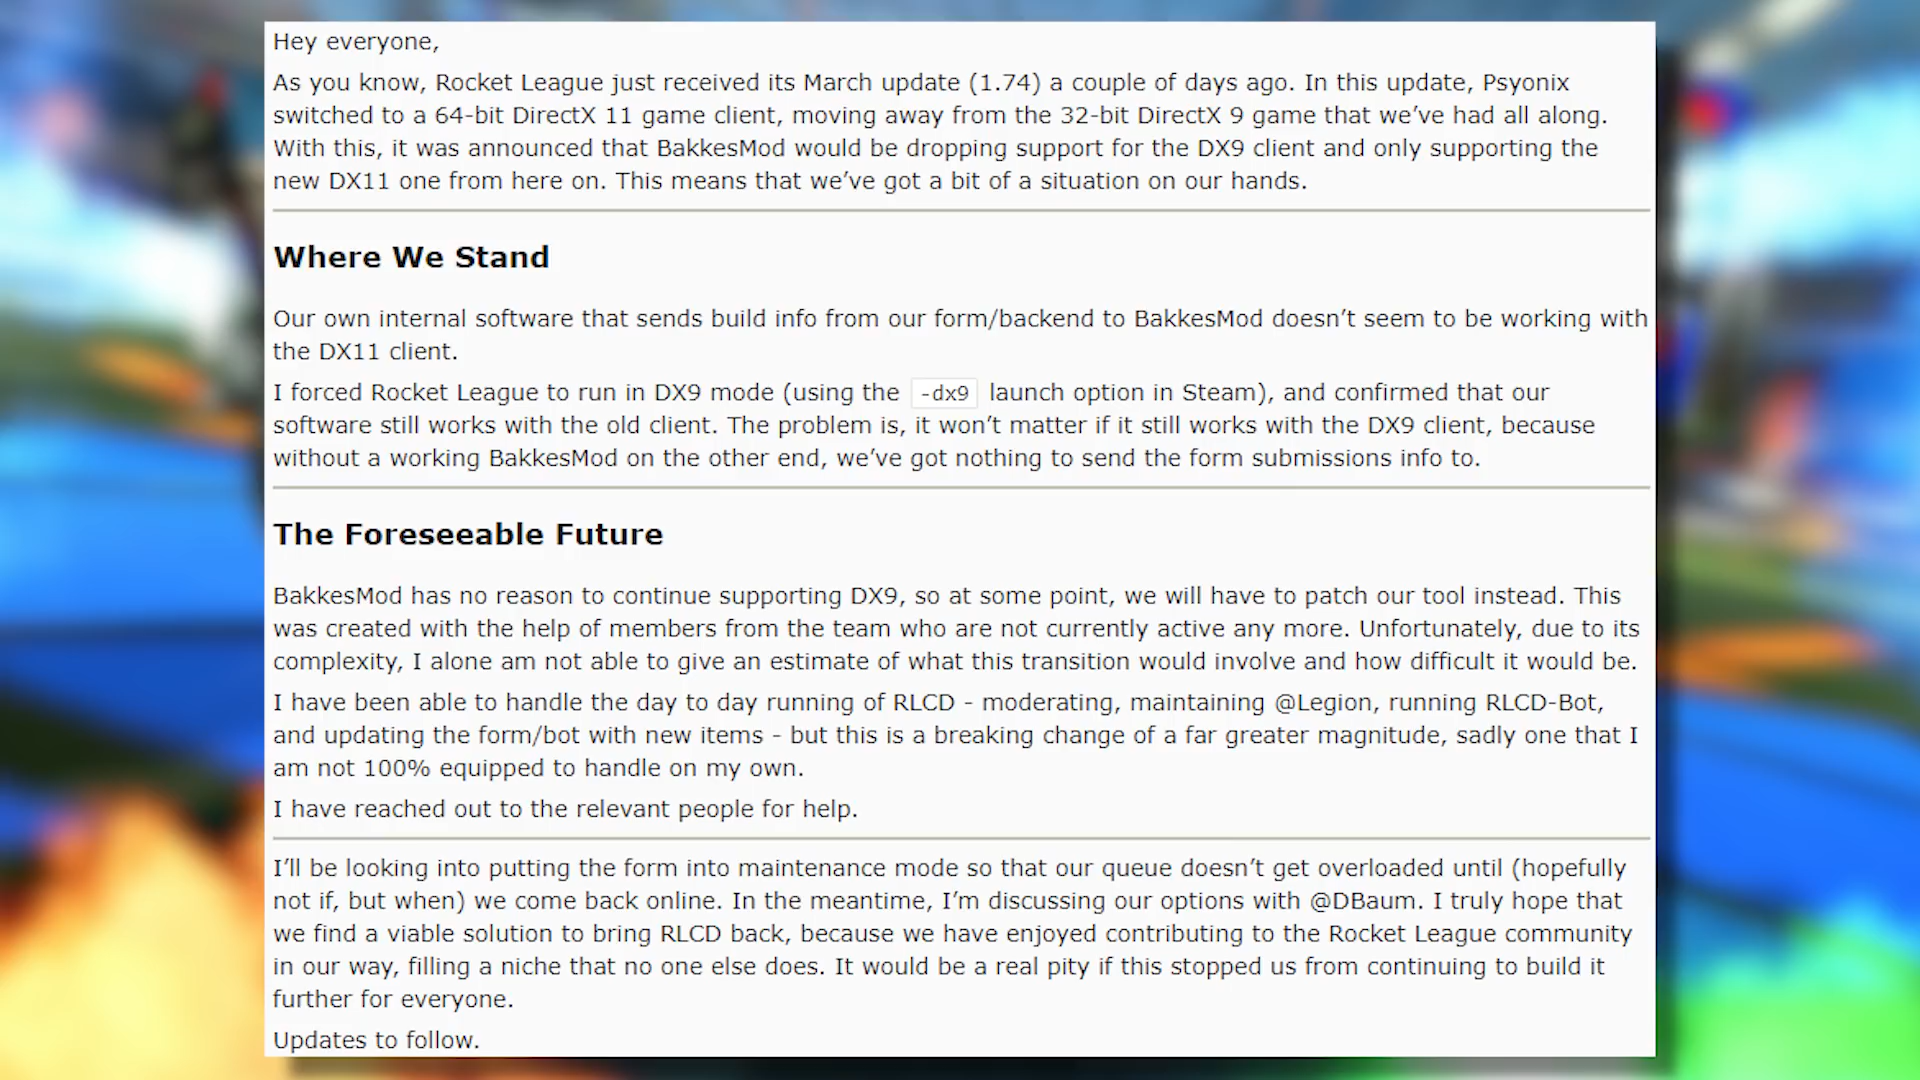 Hey everyone,
As you know, Rocket League just received its March update (1.74) a couple of days ago. In this update, Psyonix
switched to a 64-bit DirectX 11 game client, moving away from the 32-bit DirectX 9 game that we’ve had all along.
With this, it was announced that BakkesMod would be dropping support for the DX9 client and only supporting the
new DX11 one from here on. This means that we’ve got a bit of a situation on our hands.
Where We Stand
Our own internal software that sends build info from our form/backend to BakkesMod doesn’t seem to be working with
the DX11 client.
I forced Rocket League to run in DX9 mode (using the -dx9 launch option in Steam), and confirmed that our
software still works with the old client. The problem is, it won’t matter if it still works with the DX9 client, because
without a working BakkesMod on the other end, we’ve got nothing to send the form submissions info to.
The Foreseeable Future
BakkesMod has no reason to continue supporting DX9, so at some point, we will have to patch our tool instead. This
was created with the help of members from the team who are not currently active any more. Unfortunately, due to its
complexity, I alone am not able to give an estimate of what this transition would involve and how difficult it would be.
I have been able to handle the day to day running of RLCD - moderating, maintaining @Legion, running RLCD-Bot,
and updating the form/bot with new items - but this is a breaking change of a far greater magnitude, sadly one that I
am not 100% equipped to handle on my own.
I have reached out to the relevant people for help.
I’ll be looking into putting the form into maintenance mode so that our queue doesn’t get overloaded until (hopefully
not if, but when) we come back online. In the meantime, I’m discussing our options with @DBaum. I truly hope that
we find a viable solution to bring RLCD back, because we have enjoyed contributing to the Rocket League community
in our way, filling a niche that no one else does. It would be a real pity if this stopped us from continuing to build it
further for everyone.
Updates to follow.